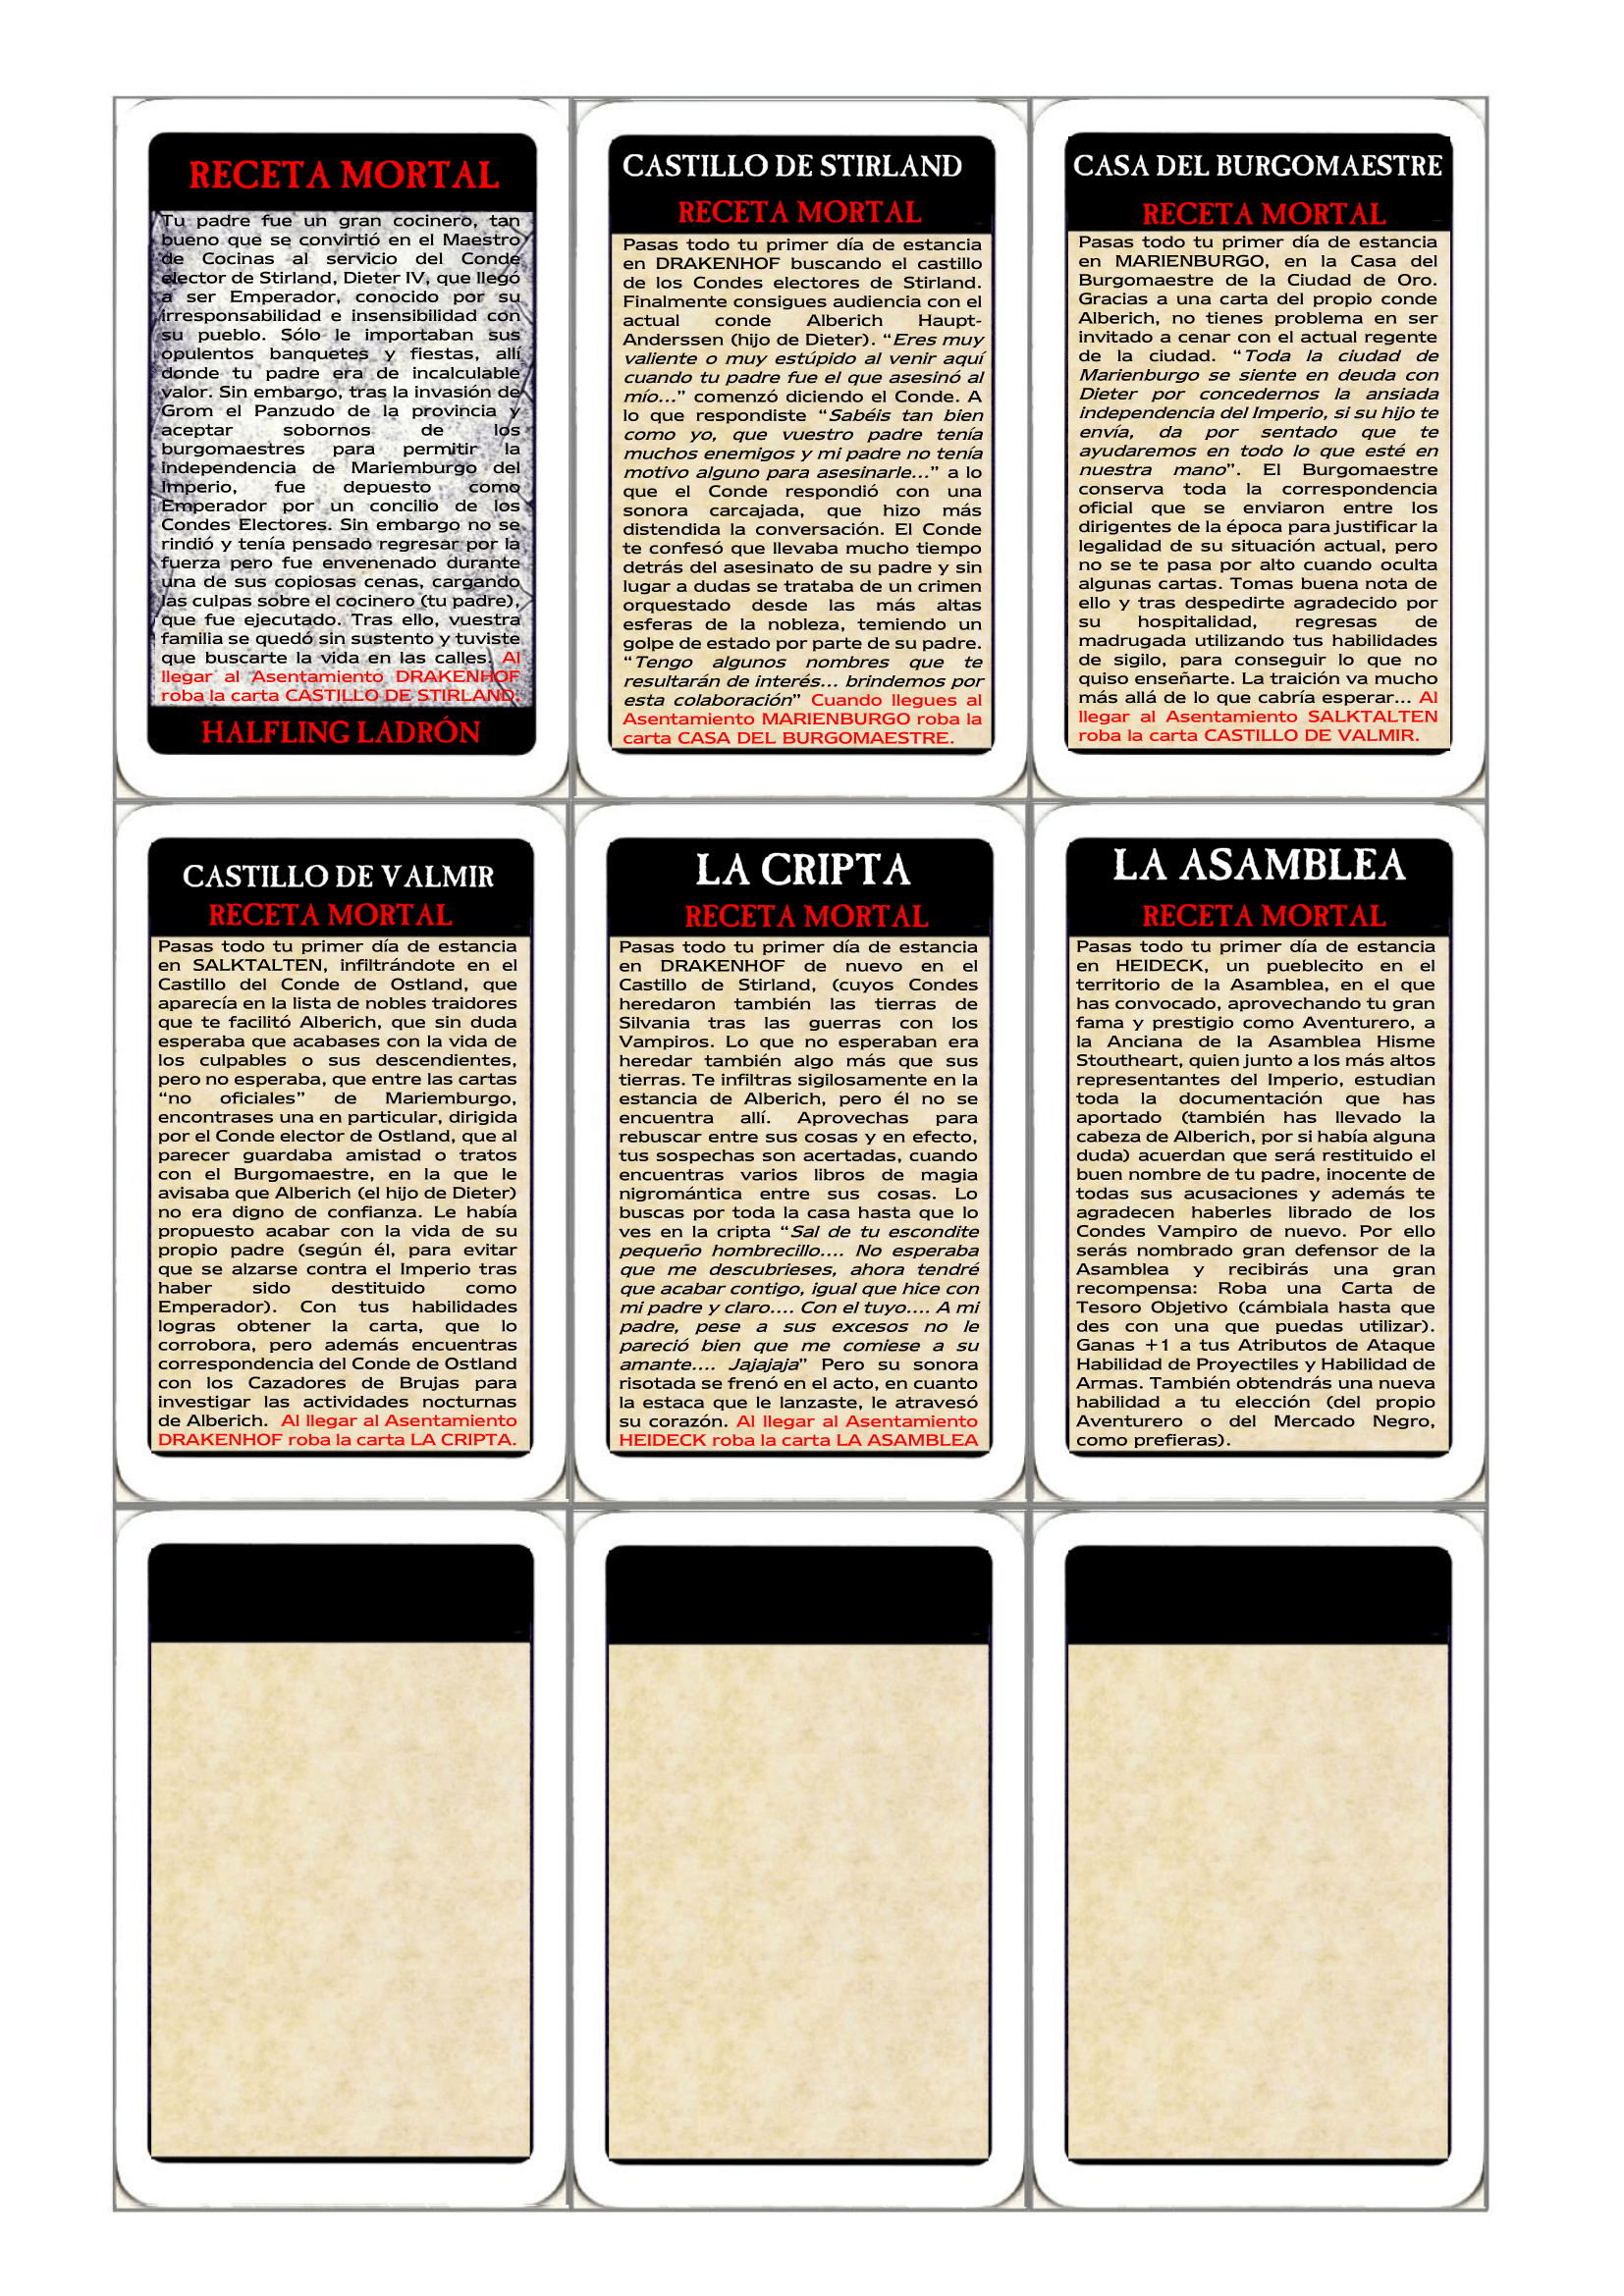 RECETA MORTAL
Tu padre fue un gran cocinero, tan
bueno que se convirtió en el Maestro
de Cocinas al servicio del Conde
elector de Stirland, Dieter IV, que llegó
a ser Emperador, conocido por su
irresponsabilidad e insensibilidad con
su pueblo. Sólo le importaban sus
opulentos banquetes y fiestas, allí
donde tu padre era de incalculable
valor. Sin embargo, tras la invasión de
Grom el Panzudo de la provincia y
aceptar sobornos de los
burgomaestres para permitir la
independencia de Mariemburgo del
Imperio, fue depuesto como
Emperador por un concilio de los
Condes Electores. Sin embargo no se
rindió y tenía pensado regresar por la
fuerza pero fue envenenado durante
una de sus copiosas cenas, cargando
las culpas sobre el cocinero (tu padre),
que fue ejecutado. Tras ello, vuestra
familia se quedó sin sustento y tuviste
que buscarte la vida en las calles. Al
llegar al Asentamiento DRAKENHOF
roba la carta CASTILLO DE STIRLAND.
HALFLING LADRÓN
CASTILLO DE STIRLAND
RECETA MORTAL
Pasas todo tu primer día de estancia
en DRAKENHOF buscando el castillo
de los Condes electores de Stirland.
Finalmente consigues audiencia con el
actual conde Alberich Haupt-
Anderssen (hijo de Dieter). “Eres muy
valiente o muy estúpido al venir aquí
cuando tu padre fue el que asesinó al
mío...” comenzó diciendo el Conde. A
lo que respondiste “Sabéis tan bien
como yo, que vuestro padre tenía
muchos enemigos y mi padre no tenía
motivo alguno para asesinarle...” a lo
que el Conde respondió con una
sonora carcajada, que hizo más
distendida la conversación. El Conde
te confesó que llevaba mucho tiempo
detrás del asesinato de su padre y sin
lugar a dudas se trataba de un crimen
orquestado desde las más altas
esferas de la nobleza, temiendo un
golpe de estado por parte de su padre.
“Tengo algunos nombres que te
resultarán de interés... brindemos por
esta colaboración” Cuando llegues al
Asentamiento MARIENBURGO roba la
carta CASA DEL BURGOMAESTRE.
CASA DEL BURGOMAESTRE
RECETA MORTAL
Pasas todo tu primer día de estancia
en MARIENBURGO, en la Casa del
Burgomaestre de la Ciudad de Oro.
Gracias a una carta del propio conde
Alberich, no tienes problema en ser
invitado a cenar con el actual regente
de la ciudad. “Toda la ciudad de
Marienburgo se siente en deuda con
Dieter por concedernos la ansiada
independencia del Imperio, si su hijo te
envía, da por sentado que te
ayudaremos en todo lo que esté en
nuestra mano”. El Burgomaestre
conserva toda la correspondencia
oficial que se enviaron entre los
dirigentes de la época para justificar la
legalidad de su situación actual, pero
no se te pasa por alto cuando oculta
algunas cartas. Tomas buena nota de
ello y tras despedirte agradecido por
su hospitalidad, regresas de
madrugada utilizando tus habilidades
de sigilo, para conseguir lo que no
quiso enseñarte. La traición va mucho
más allá de lo que cabría esperar... Al
llegar al Asentamiento SALKTALTEN
roba la carta CASTILLO DE VALMIR.
CASTILLO DE VALMIR
RECETA MORTAL
Pasas todo tu primer día de estancia
en SALKTALTEN, infiltrándote en el
Castillo del Conde de Ostland, que
aparecía en la lista de nobles traidores
que te facilitó Alberich, que sin duda
esperaba que acabases con la vida de
los culpables o sus descendientes,
pero no esperaba, que entre las cartas
“no oficiales” de Mariemburgo,
encontrases una en particular, dirigida
por el Conde elector de Ostland, que al
parecer guardaba amistad o tratos
con el Burgomaestre, en la que le
avisaba que Alberich (el hijo de Dieter)
no era digno de confianza. Le había
propuesto acabar con la vida de su
propio padre (según él, para evitar
que se alzarse contra el Imperio tras
haber sido destituido como
Emperador). Con tus habilidades
logras obtener la carta, que lo
corrobora, pero además encuentras
correspondencia del Conde de Ostland
con los Cazadores de Brujas para
investigar las actividades nocturnas
de Alberich. Al llegar al Asentamiento
DRAKENHOF roba la carta LA CRIPTA.
LA CRIPTA
RECETA MORTAL
Pasas todo tu primer día de estancia
en DRAKENHOF de nuevo en el
Castillo de Stirland, (cuyos Condes
heredaron también las tierras de
Silvania tras las guerras con los
Vampiros. Lo que no esperaban era
heredar también algo más que sus
tierras. Te infiltras sigilosamente en la
estancia de Alberich, pero él no se
encuentra allí. Aprovechas para
rebuscar entre sus cosas y en efecto,
tus sospechas son acertadas, cuando
encuentras varios libros de magia
nigromántica entre sus cosas. Lo
buscas por toda la casa hasta que lo
ves en la cripta “Sal de tu escondite
pequeño hombrecillo.... No esperaba
que me descubrieses, ahora tendré
que acabar contigo, igual que hice con
mi padre y claro.... Con el tuyo.... A mi
padre, pese a sus excesos no le
pareció bien que me comiese a su
amante.... Jajajaja” Pero su sonora
risotada se frenó en el acto, en cuanto
la estaca que le lanzaste, le atravesó
su corazón. Al llegar al Asentamiento
HEIDECK roba la carta LA ASAMBLEA
LA ASAMBLEA
RECETA MORTAL
Pasas todo tu primer día de estancia
en HEIDECK, un pueblecito en el
territorio de la Asamblea, en el que
has convocado, aprovechando tu gran
fama y prestigio como Aventurero, a
la Anciana de la Asamblea Hisme
Stoutheart, quien junto a los más altos
representantes del Imperio, estudian
toda la documentación que has
aportado (también has llevado la
cabeza de Alberich, por si había alguna
duda) acuerdan que será restituido el
buen nombre de tu padre, inocente de
todas sus acusaciones y además te
agradecen haberles librado de los
Condes Vampiro de nuevo. Por ello
serás nombrado gran defensor de la
Asamblea y recibirás una gran
recompensa: Roba una Carta de
Tesoro Objetivo (cámbiala hasta que
des con una que puedas utilizar).
Ganas +1 a tus Atributos de Ataque
Habilidad de Proyectiles y Habilidad de
Armas. También obtendrás una nueva
habilidad a tu elección (del propio
Aventurero o del Mercado Negro,
como prefieras).